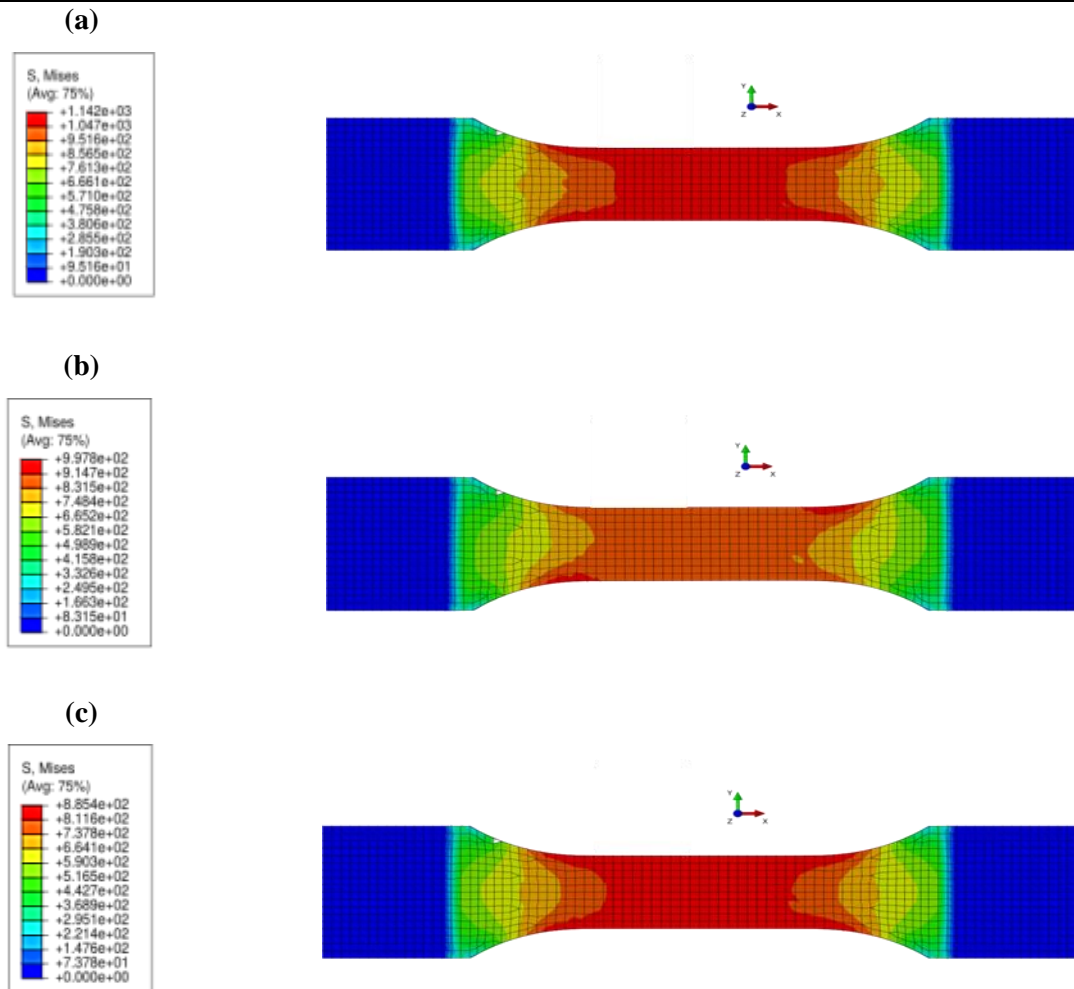 (a)
S, Mises
(Avg: 75%)
+1.142e+03
+1.047e+03
+9.516e+02
+8.565e+02
+7.613e+02
+6.661e+02
+5.710e+02
+4.758e+02
+3.806e+02
+2.855e+02
+1.903e+02
+9.516e+01
+0.000e+00
Y
Z X
(b)
S, Mises
(Avg: 75%)
+9.978e+02
+9.147e+02
+8.315e+02
+7.484e+02
+6.652e+02
+5.821e+02
+4.989e+02
+4.158e+02
+3.326e+02
+2.495e+02
+1.663e+02
+8.315e+01
+0.000e+00
Y
Z X
(c)
S, Mises
(Avg: 75%)
+8.854e+02
+8.116e+02
+7.378e+02
+6.641e+02
+5.903e+02
+5.165e+02
+4.427e+02
+3.689e+02
+2.951e+02
+2.214e+02
+1.476e+02
+7.378e+01
+0.000e+00
Y
Z X